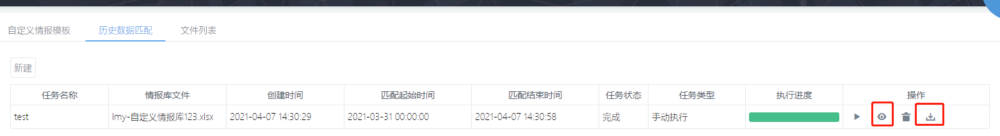 自定义情报模板 历史数据匹配 文件列表
新建
任务名称 情报库文件 创建时间 匹配起始时间 匹配结束时间 任务状态 任务类型 执行进度 操作
test lmy-自定义情报库123.xlsx 2021-04-07 14:30:29 2021-03-31 00:00:00 2021-04-07 14:30:58 完成 手动执行